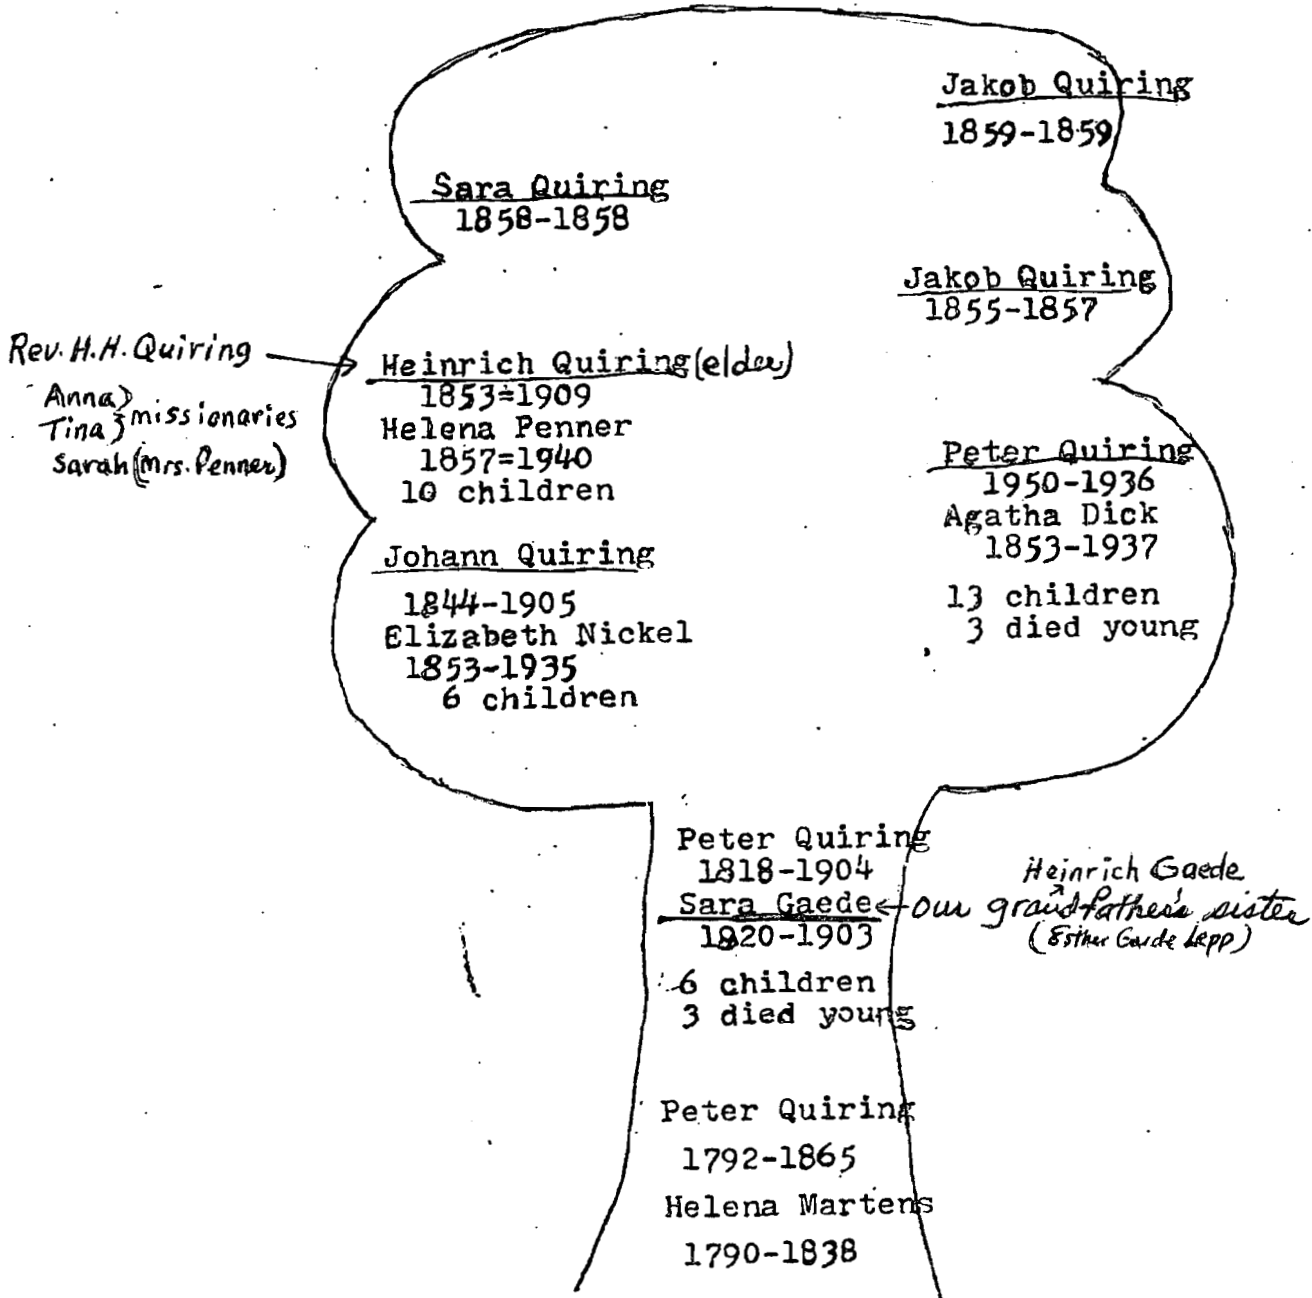 Jakob Quiring
1859-1859
Sara Quiring
1858-1858
Jakob Quiring
1855-1857
Rev. H.H. Quiring
Anna}
Tina} missionaries
Sarah (Mrs. Penner)
Heinrich Quiring (elder)
1853=1909
Helena Penner
1857=1940
10 children
Peter Quiring
1950-1936
Agatha Dick
1853-1937
13 children
3 died young
Johann Quiring
1844-1905
Elizabeth Nickel
1853-1935
6 children
Peter Quiring
1818-1904
Sara Gaede
1820-1903
6 children
3 died young
Heinrich Gaede
our grandfather's sister
(Esther Gaede Lepp)
Peter Quiring
1792-1865
Helena Martens
1790-1838